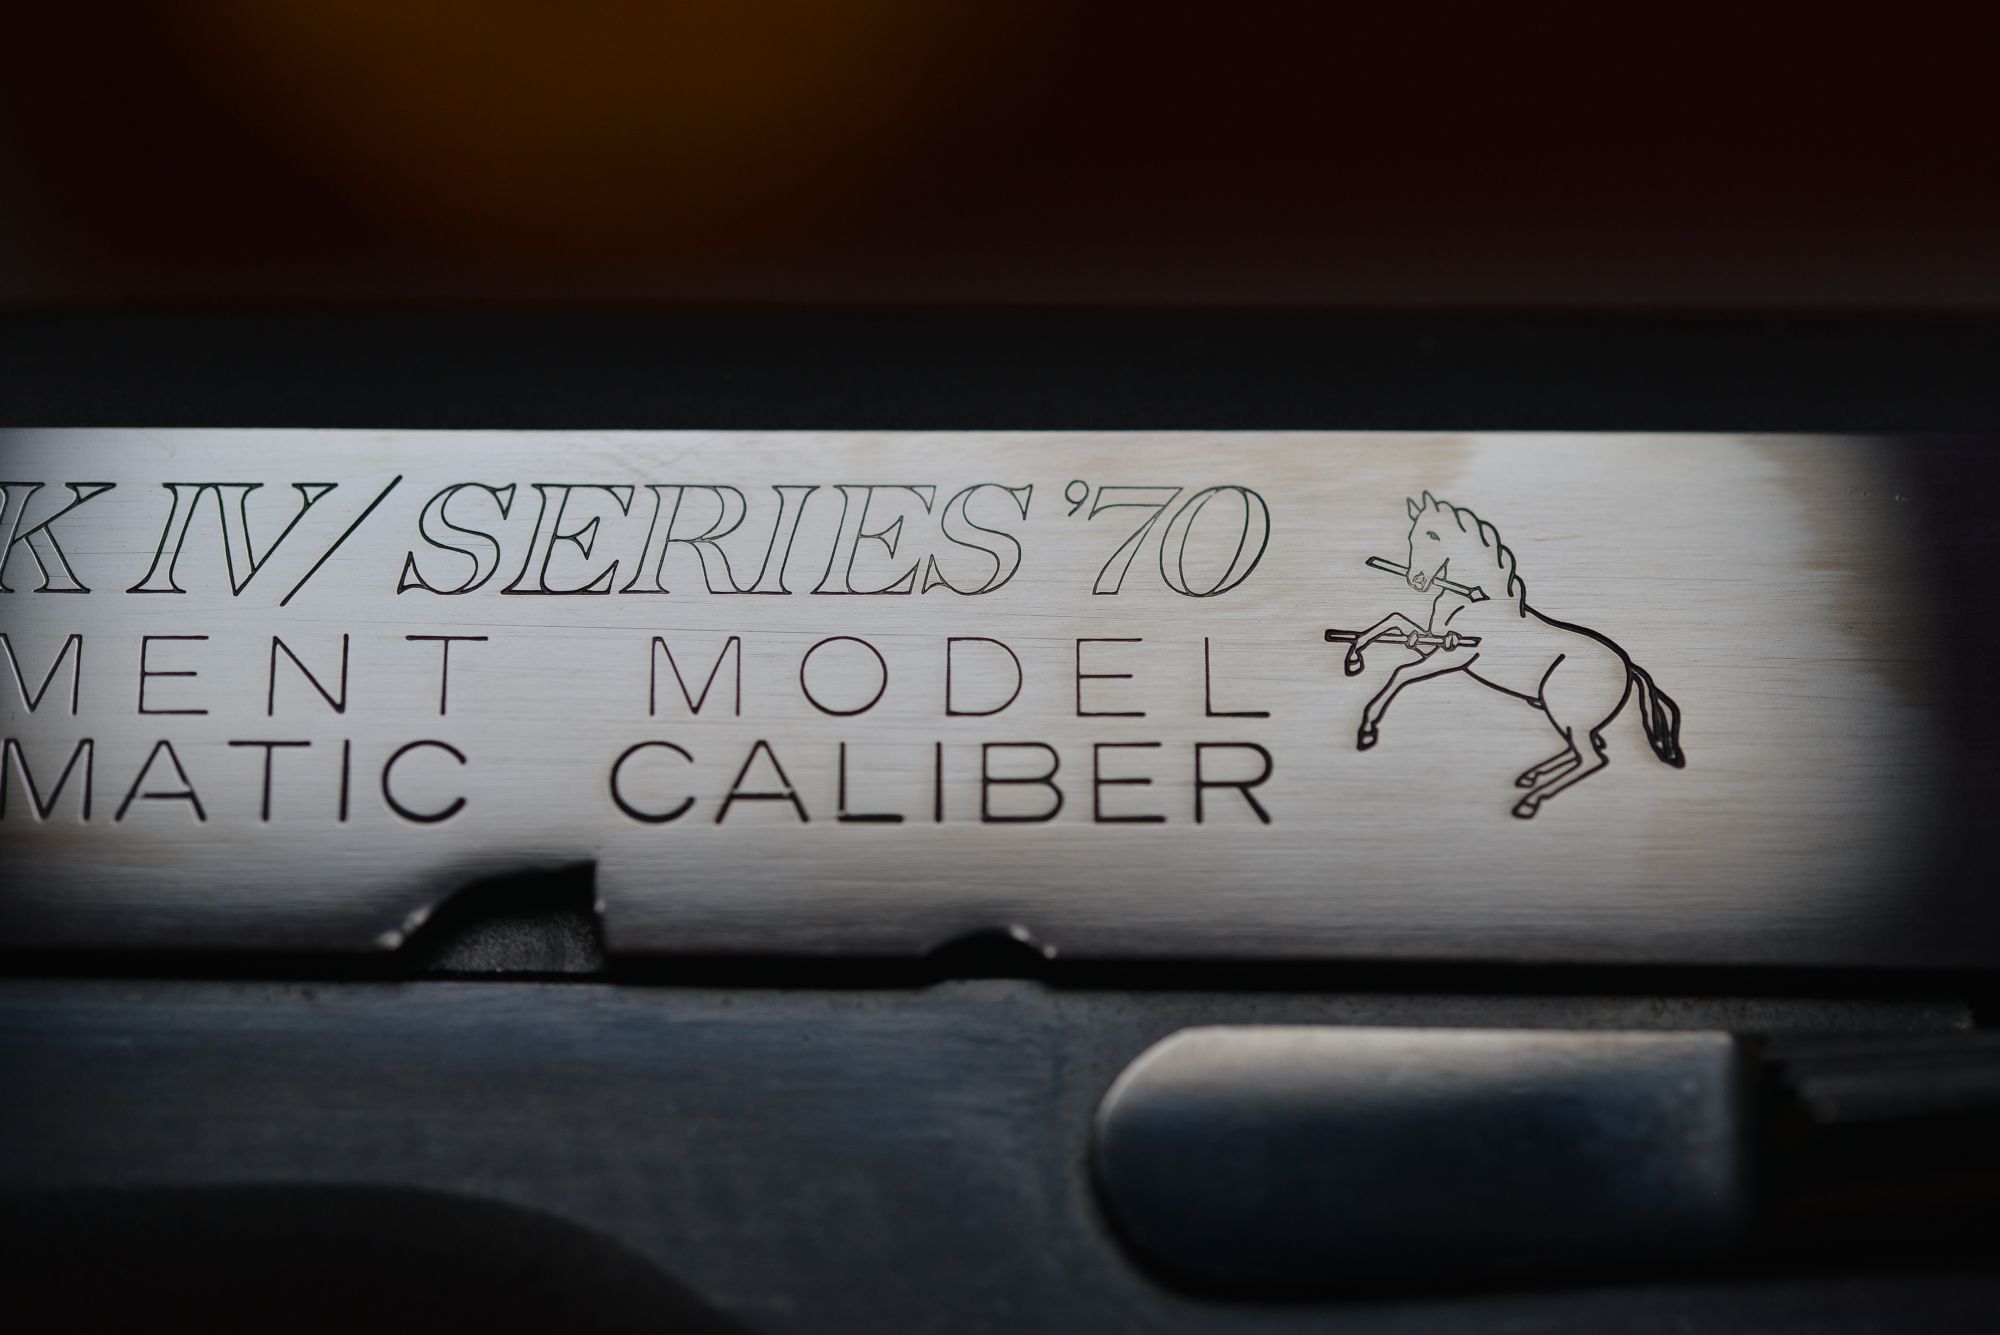 K IV/SERIES '70
MENT MODEL
MATIC CALIBER